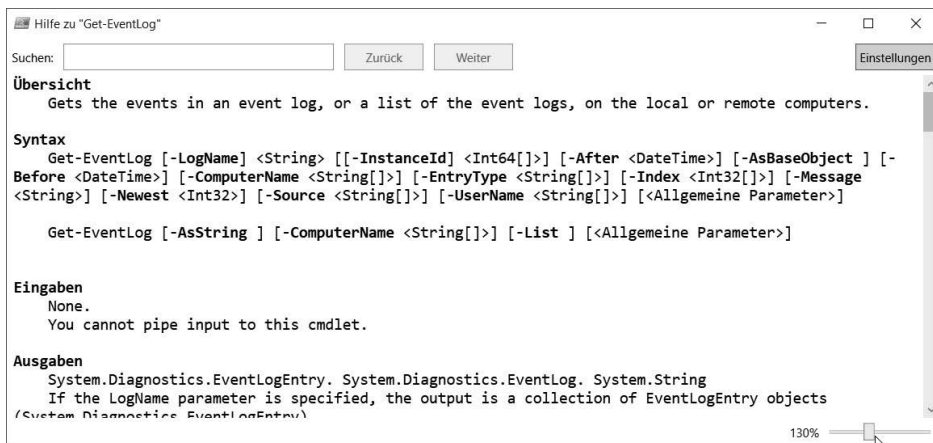 Hilfe zu "Get-EventLog"
Suchen: Zurück Weiter Einstellungen
Übersicht
Gets the events in an event log, or a list of the event logs, on the local or remote computers.
Syntax
Get-EventLog [-LogName] <String> [[-InstanceId] <Int64[]>] [-After <DateTime>] [-AsBaseObject ] [-
Before <DateTime>] [-ComputerName <String[]>] [-EntryType <String[]>] [-Index <Int32[]>] [-Message
<String>] [-Newest <Int32>] [-Source <String[]>] [-UserName <String[]>] [<Allgemeine Parameter>]
Get-EventLog [-AsString ] [-ComputerName <String[]>] [-List ] [<Allgemeine Parameter>]
Eingaben
None.
You cannot pipe input to this cmdlet.
Ausgaben
System.Diagnostics.EventLogEntry. System.Diagnostics.EventLog. System.String
If the LogName parameter is specified, the output is a collection of EventLogEntry objects
(System.Diagnostics.EventLogEntry)
130%